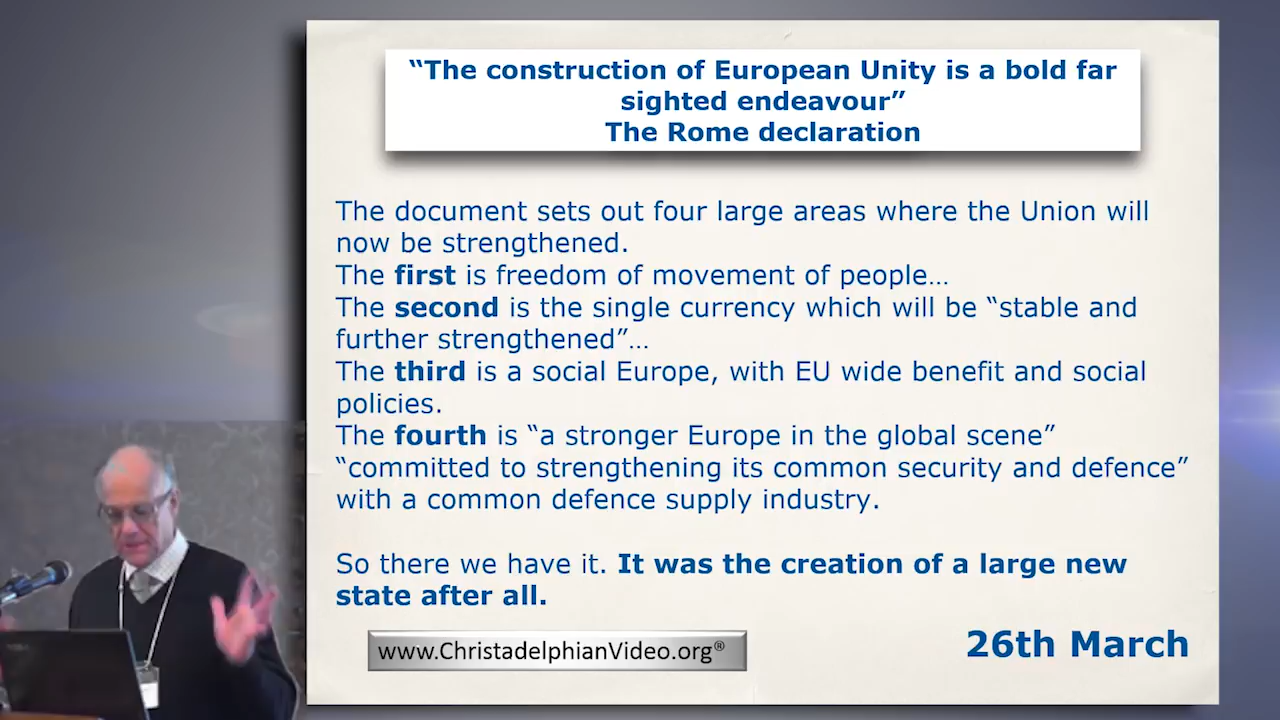 “The construction of European Unity is a bold far
sighted endeavour”
The Rome declaration
The document sets out four large areas where the Union will
now be strengthened.
The first is freedom of movement of people…
The second is the single currency which will be “stable and
further strengthened”…
The third is a social Europe, with EU wide benefit and social
policies.
The fourth is “a stronger Europe in the global scene”
“committed to strengthening its common security and defence”
with a common defence supply industry.
So there we have it. It was the creation of a large new
state after all.
www.ChristadelphianVideo.org®
26th March